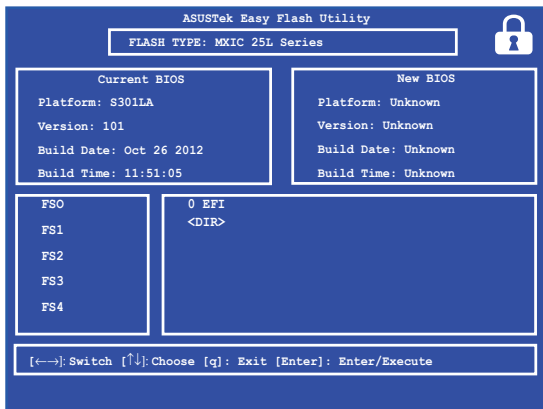 ASUSTek Easy Flash Utility
FLASH TYPE: MXIC 25L Series
Current BIOS
Platform: S301LA
Version: 101
Build Date: Oct 26 2012
Build Time: 11:51:05
New BIOS
Platform: Unknown
Version: Unknown
Build Date: Unknown
Build Time: Unknown
FSO
FS1
FS2
FS3
FS4
0 EFI
<DIR>
[←→]: Switch [↑↓]: Choose [q]: Exit [Enter]: Enter/Execute